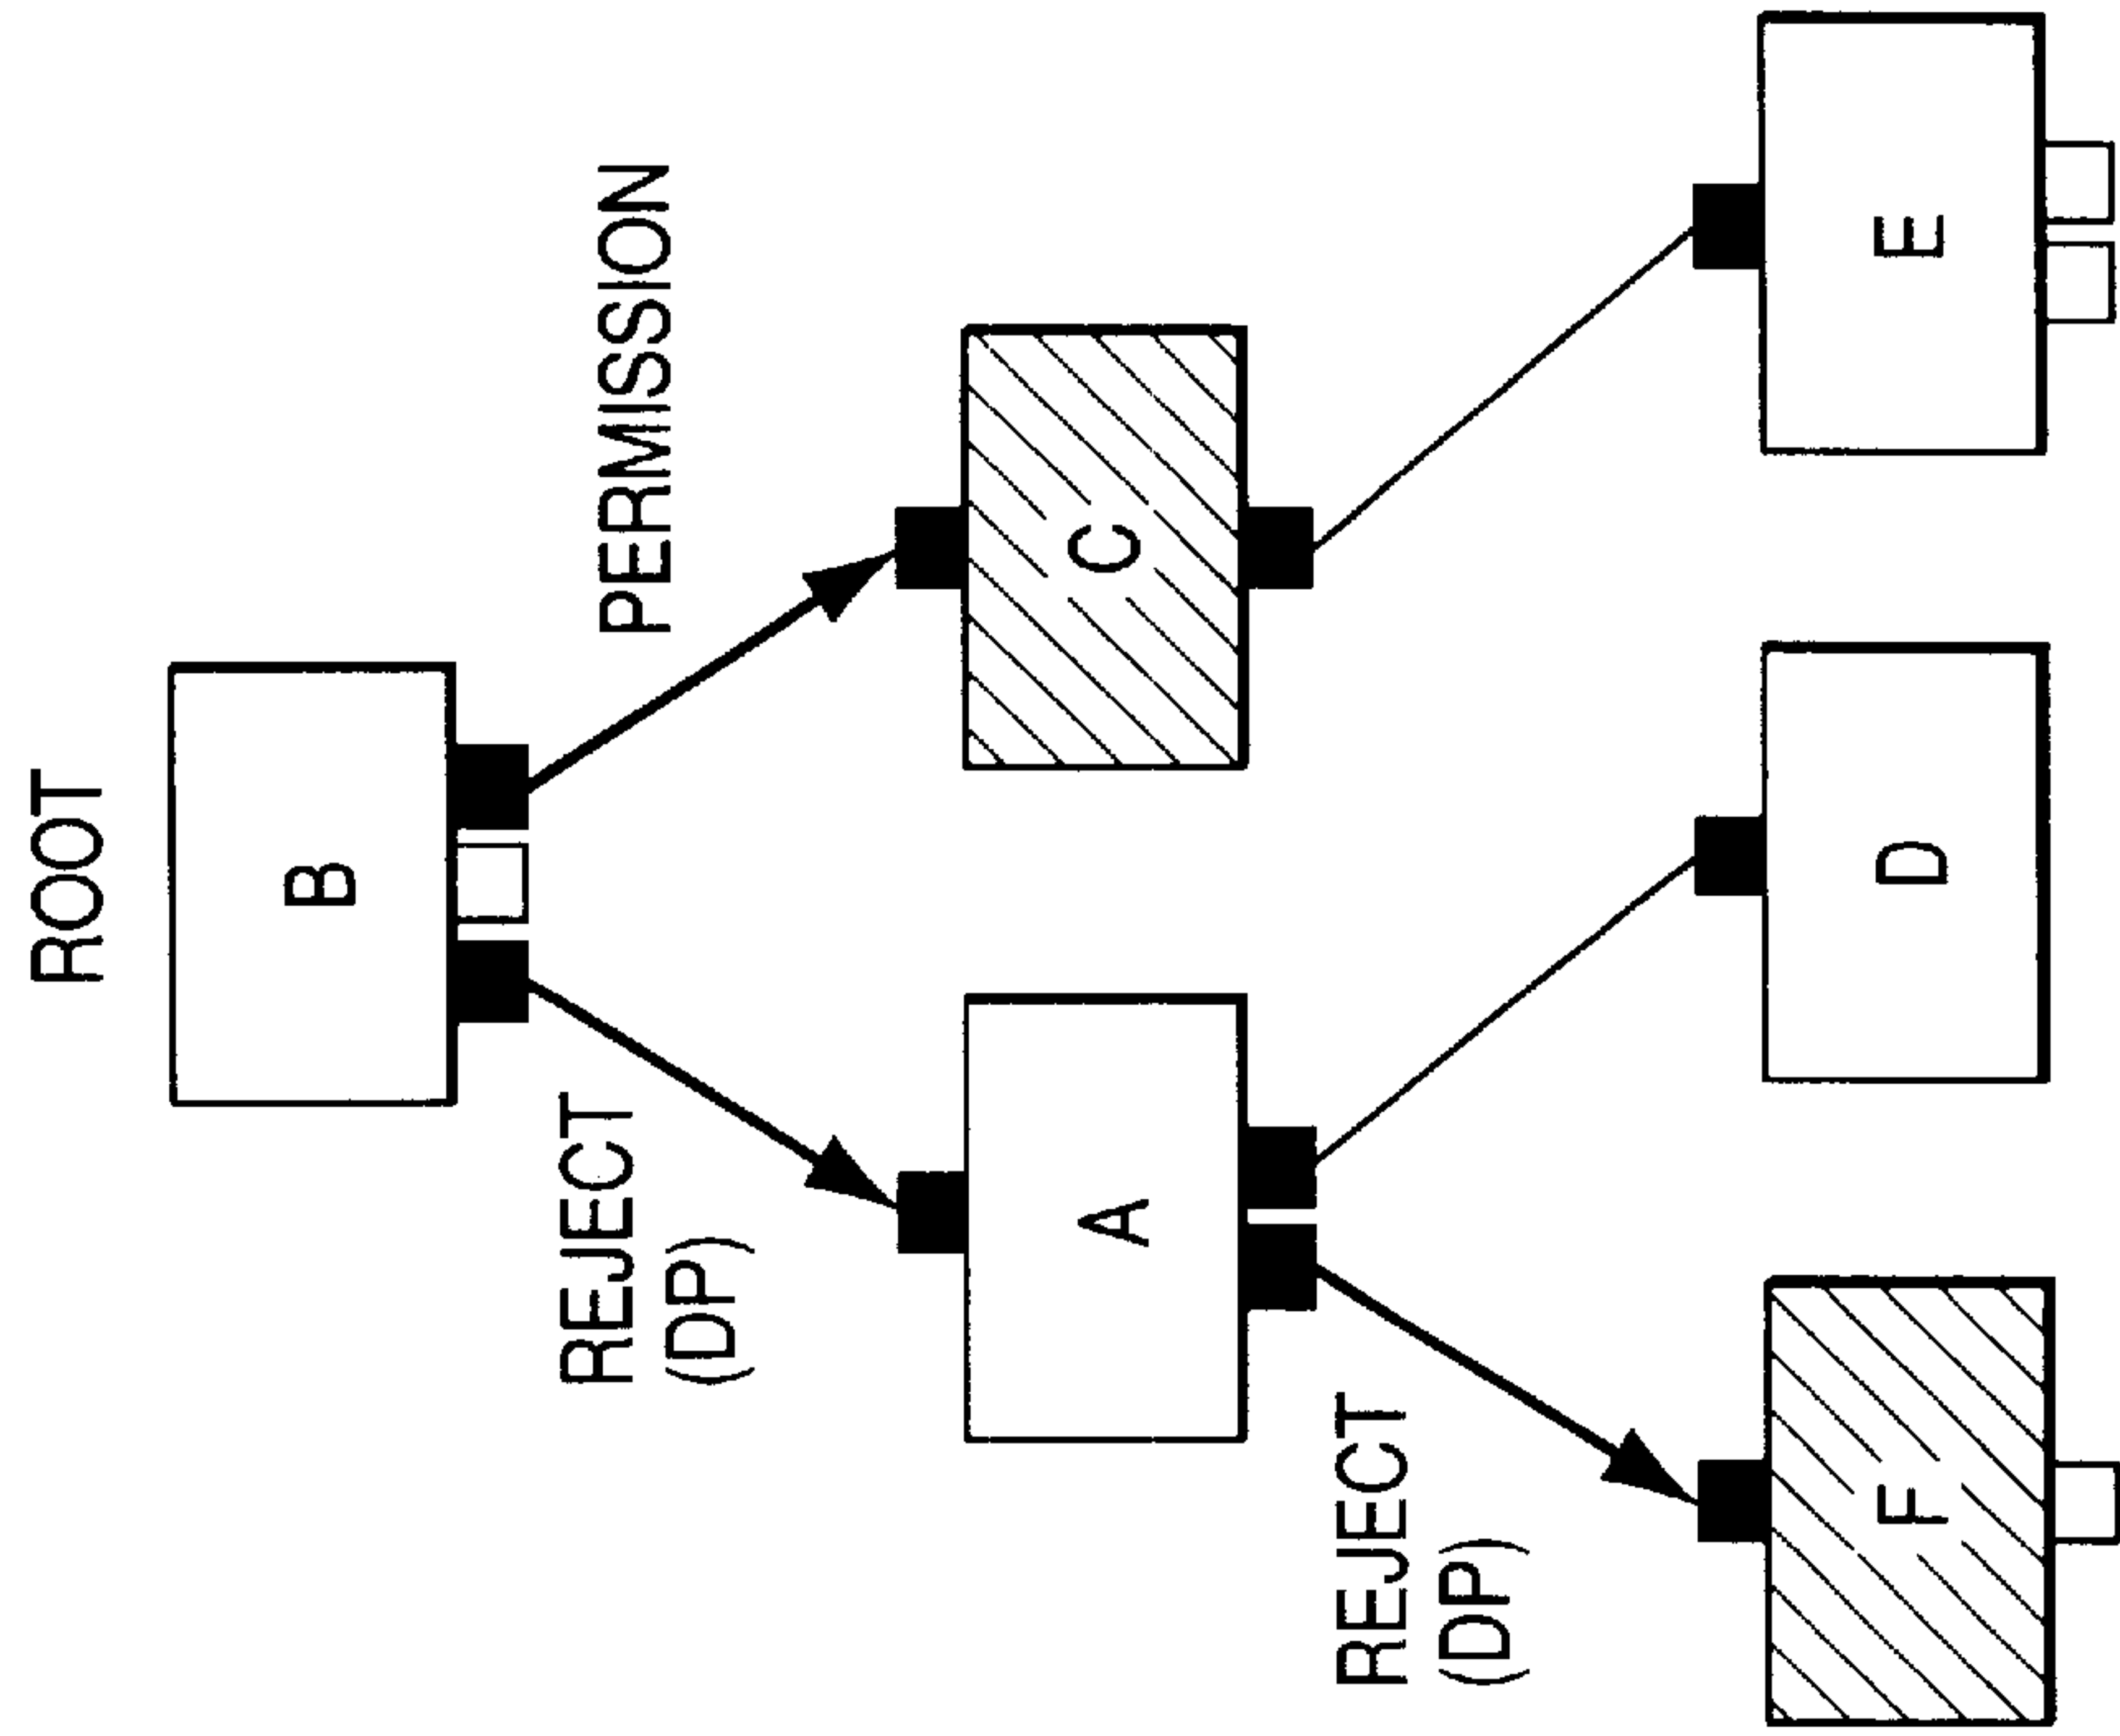 ROOT
B
REJECT
(DP)
PERMISSION
A
C
REJECT
(DP)
F
D
E